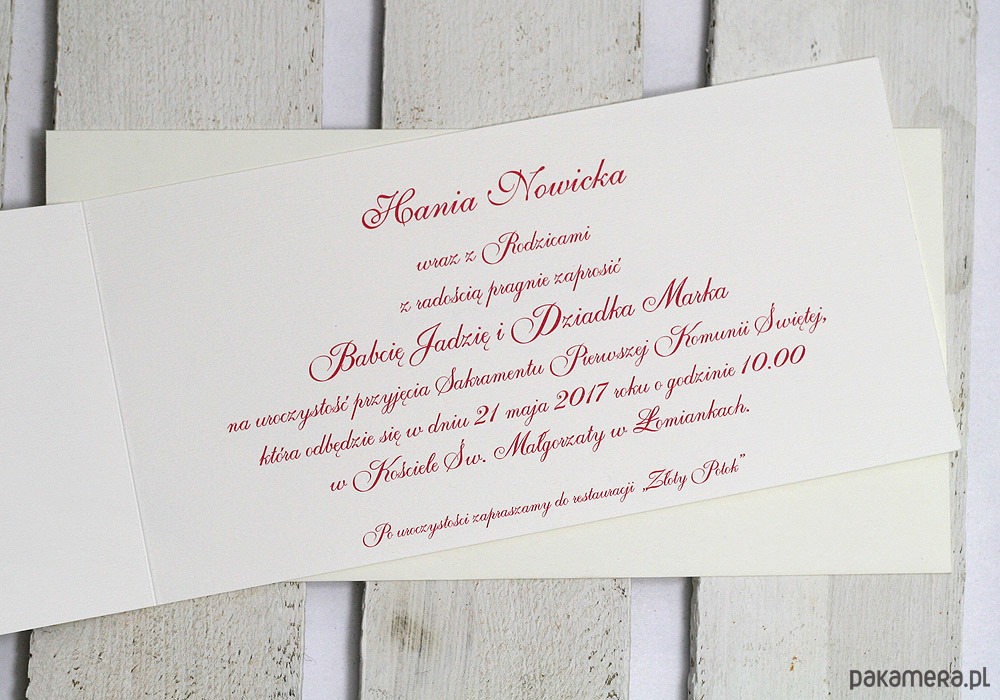 Hania Nowicka
wraz z Rodzicami
z radością pragnie zaprosić
Babcię Jadzię i Dziadka Marka
na uroczystość przyjęcia Sakramentu Pierwszej Komunii Świętej,
która odbędzie się w dniu 21 maja 2017 roku o godzinie 10.00
w Kościele Św. Małgorzaty w Łomiankach.
Po uroczystości zapraszamy do restauracji „Złoty Potok”
pakamera.pl